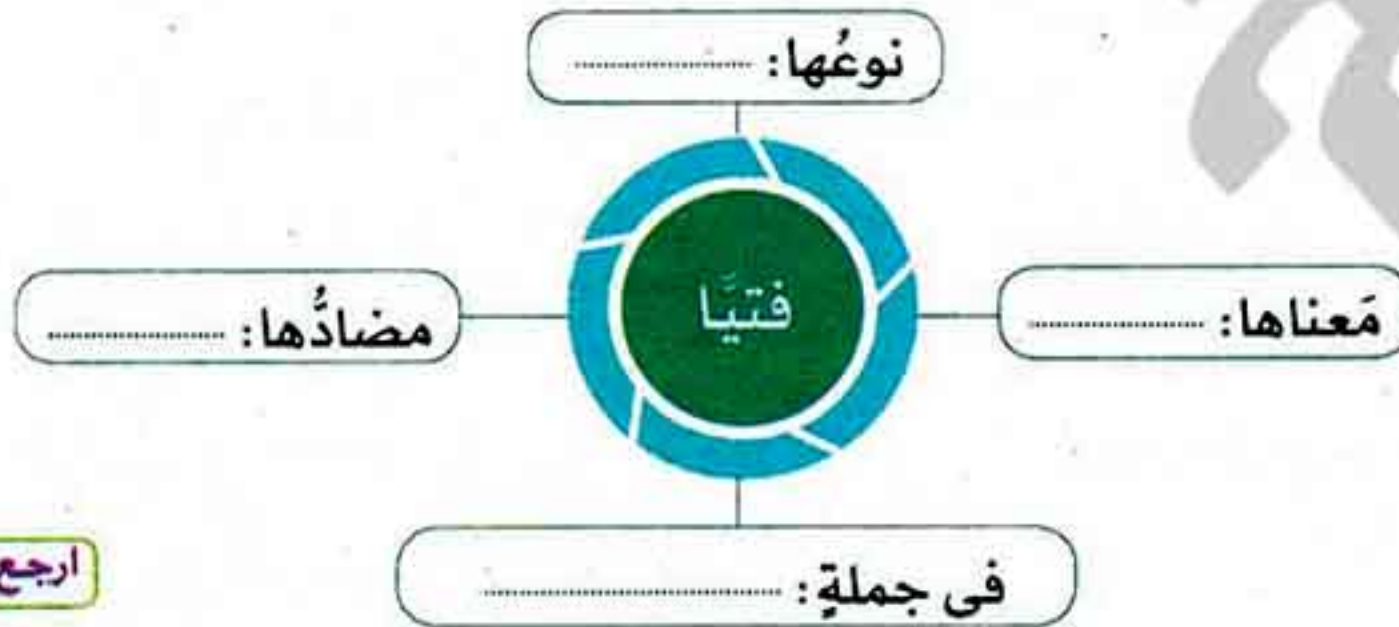 نوعُها: ....................
مَعناها: ....................
فتيَّا
مضادُّها: ....................
فى جملةٍ: ..............................
ارجع